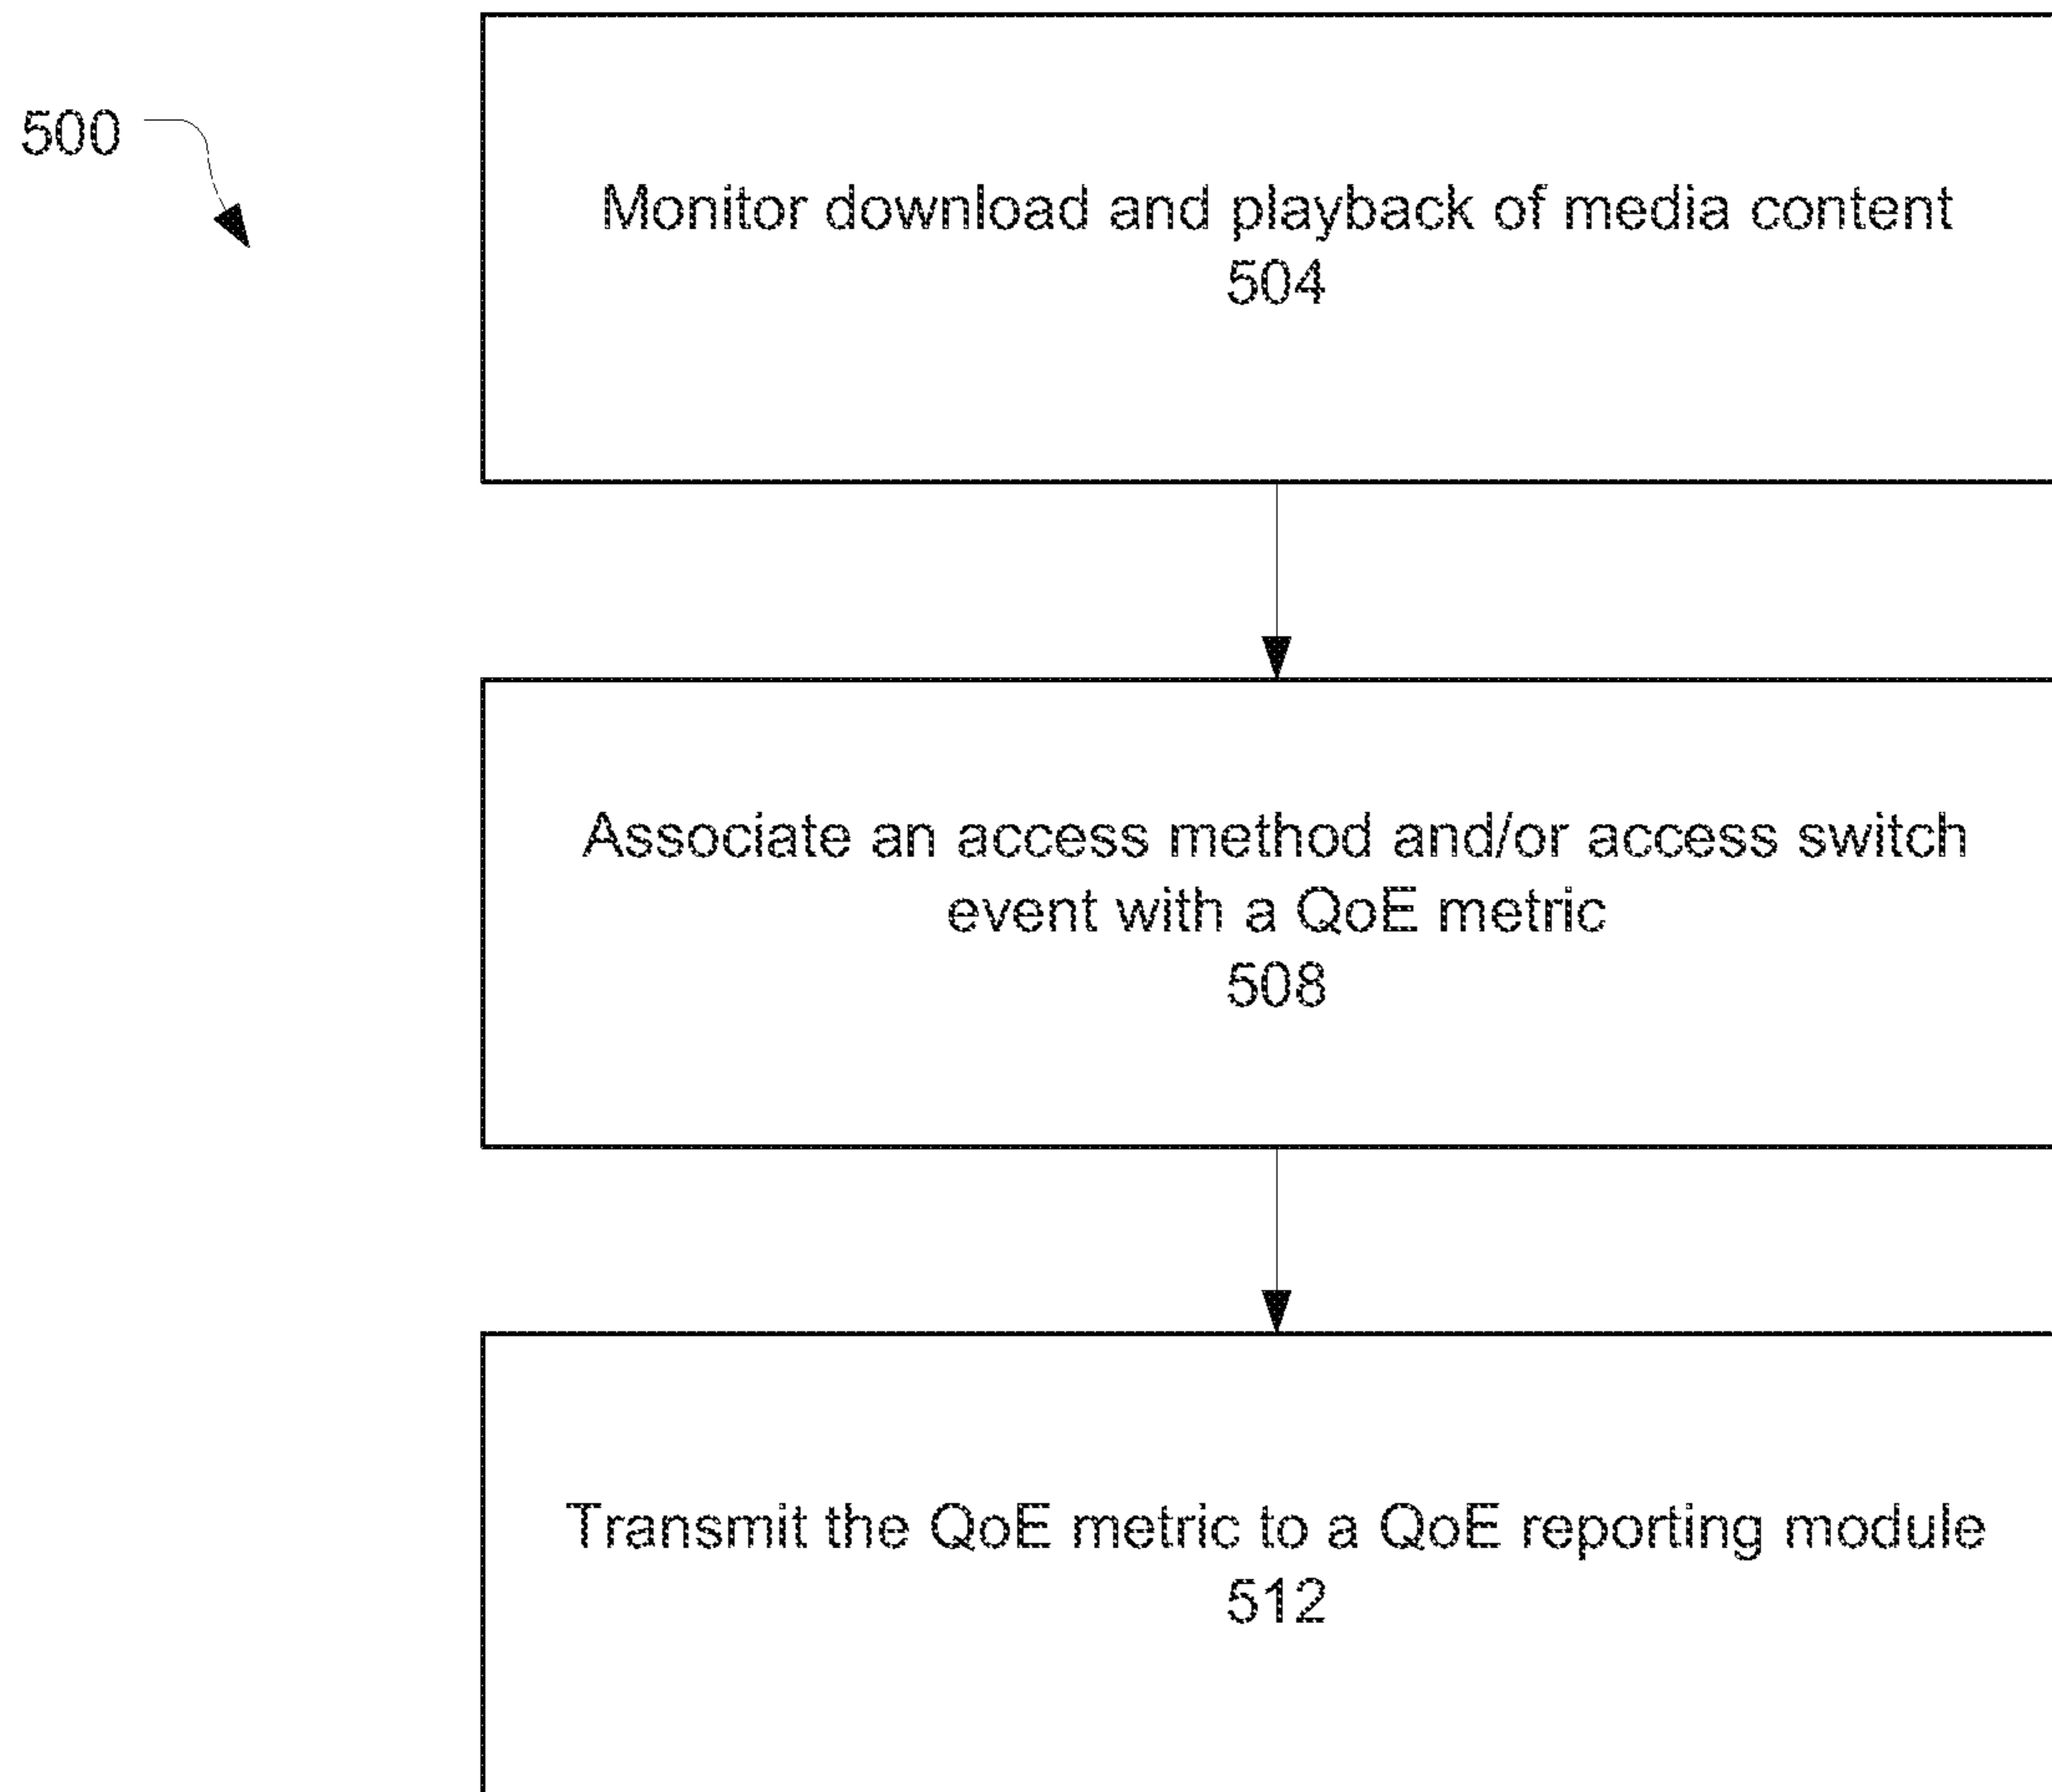 500
Monitor download and playback of media content
504
Associate an access method and/or access switch
event with a QoE metric
508
Transmit the QoE metric to a QoE reporting module
512